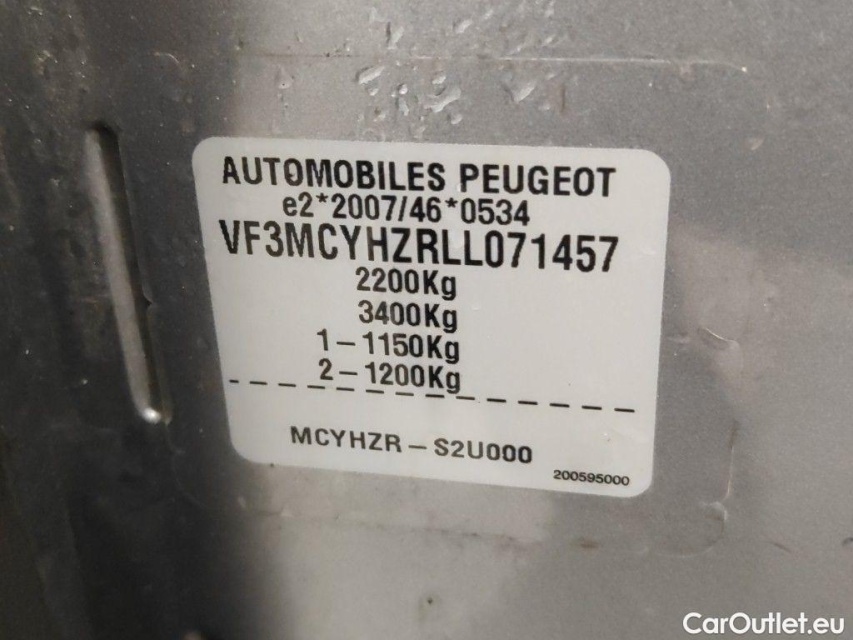 AUTOMOBILES PEUGEOT
e2*2007/46*0534
VF3MCYHZRLL071457
2200Kg
3400Kg
1-1150Kg
2-1200Kg
MCYHZR-S2U000
200595000
CarOutlet.eu